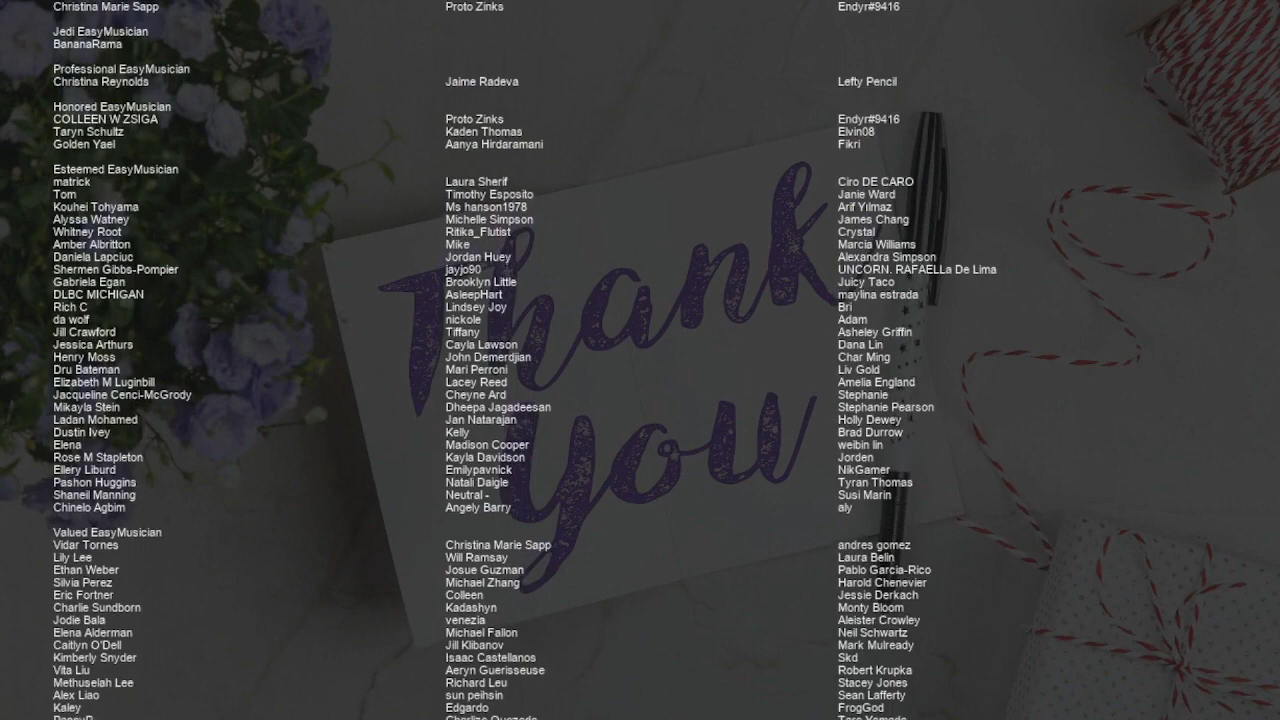 Christina Marie Sapp Proto Zinks Endyr#9416
Jedi EasyMusician
BananaRama
Professional EasyMusician
Christina Reynolds Jaime Radeva Lefty Pencil
Honored EasyMusician
COLLEEN W ZSIGA Proto Zinks Endyr#9416
Taryn Schultz Kaden Thomas Elvin08
Golden Yael Aanya Hirdaramani Fikri
Esteemed EasyMusician
matrick Laura Sherif Ciro DE CARO
Tom Timothy Esposito Janie Ward
Kouhei Tohyama Ms hanson1978 Arif Yılmaz
Alyssa Watney Michelle Simpson James Chang
Whitney Root Ritika_Flutist Crystal
Amber Albritton Mike Marcia Williams
Daniela Lapciuc Jordan Huey Alexandra Simpson
Shermen Gibbs-Pompier jayjo90 UNCORN. RAFAELLa De Lima
Gabriela Egan Brooklyn Little Juicy Taco
DLBC MICHIGAN AsleepHart maylina estrada
Rich C Lindsey Joy Bri
da wolf nickole Adam
Jill Crawford Tiffany Asheley Griffin
Jessica Arthurs Cayla Lawson Dana Lin
Henry Moss John Demerdjian Char Ming
Dru Bateman Mari Perroni Liv Gold
Elizabeth M Luginbill Lacey Reed Amelia England
Jacqueline Cenci-McGrody Cheyne Ard Stephanie
Mikayla Stein Dheepa Jagadeesan Stephanie Pearson
Ladan Mohamed Jan Natarajan Holly Dewey
Dustin Ivey Kelly Brad Durrow
Elena Madison Cooper weibin lin
Rose M Stapleton Kayla Davidson Jorden
Ellery Liburd Emilypavnick NikGamer
Pashon Huggins Natali Daigle Tyran Thomas
Shaneil Manning Neutral - Susi Marin
Chinelo Agbim Angely Barry aly
Valued EasyMusician
Vidar Tornes Christina Marie Sapp andres gomez
Lily Lee Will Ramsay Laura Belin
Ethan Weber Josue Guzman Pablo Garcia-Rico
Silvia Perez Michael Zhang Harold Chenevier
Eric Fortner Colleen Jessie Derkach
Charlie Sundborn Kadashyn Monty Bloom
Jodie Bala venezia Aleister Crowley
Elena Alderman Michael Fallon Neil Schwartz
Caitlyn O'Dell Jill Klibanov Mark Mulready
Kimberly Snyder Isaac Castellanos Skd
Vita Liu Aeryn Guerisseuse Robert Krupka
Methuselah Lee Richard Leu Stacey Jones
Alex Liao sun peihsin Sean Lafferty
Kaley Edgardo FrogGod
Thank
you